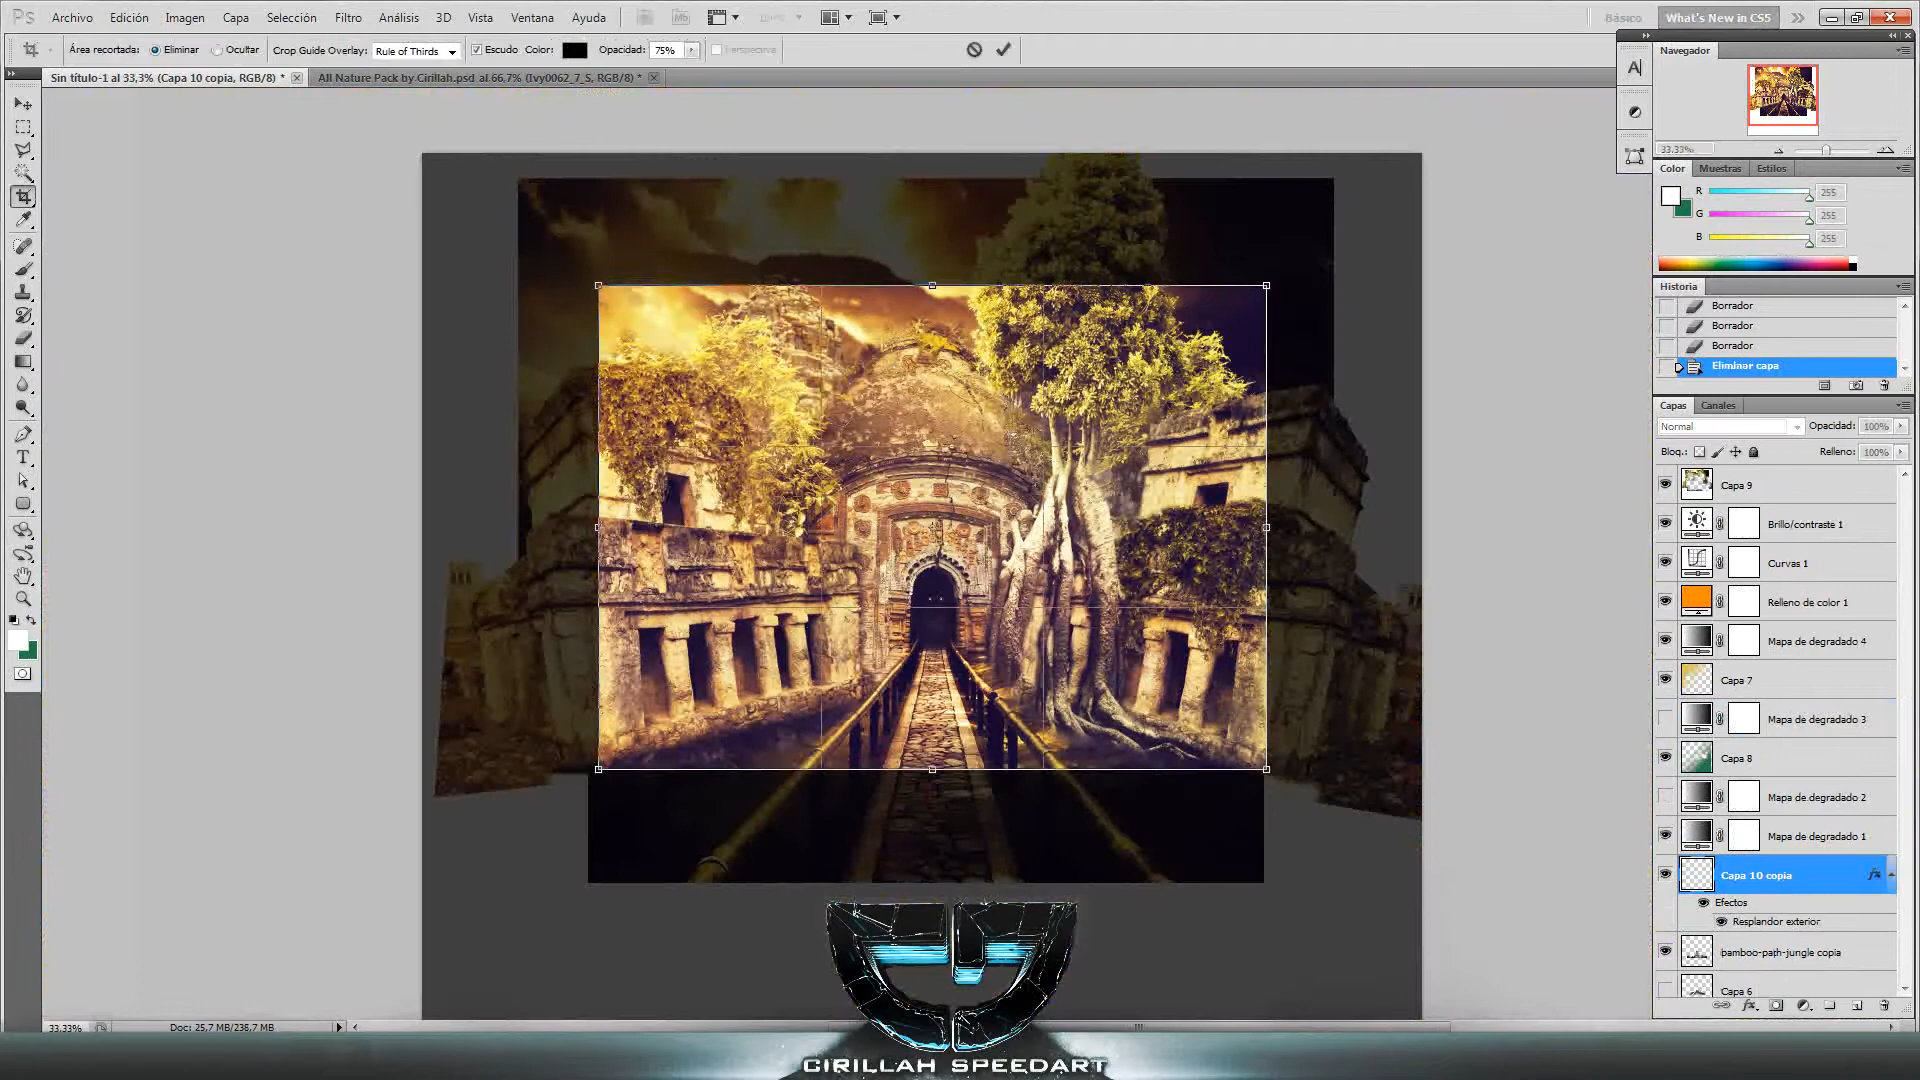 Ps Archivo Edición Imagen Capa Selección Filtro Análisis 3D Vista Ventana Ayuda Mb Básico What's New in CS5
Área recortada: Eliminar Ocultar Crop Guide Overlay: Rule of Thirds Escudo Color: Opacidad: 75% Perspectiva
Sin título-1 al 33,3% (Capa 10 copia, RGB/8) * All Nature Pack by Cirillah.psd al 66,7% (Ivy0062_7_S, RGB/8) *
Navegador
33.33%
Color Muestras Estilos
R 255
G 255
B 255
Historia
Borrador
Borrador
Borrador
Eliminar capa
Capas Canales
Normal Opacidad: 100%
Bloq.: Relleno: 100%
Capa 9
Brillo/contraste 1
Curvas 1
Relleno de color 1
Mapa de degradado 4
Capa 7
Mapa de degradado 3
Capa 8
Mapa de degradado 2
Mapa de degradado 1
Capa 10 copia fx
Efectos
Resplandor exterior
bamboo-path-jungle copia
Capa 6
33.33% Doc: 25,7 MB/236,7 MB
CIRILLAH SPEEDART